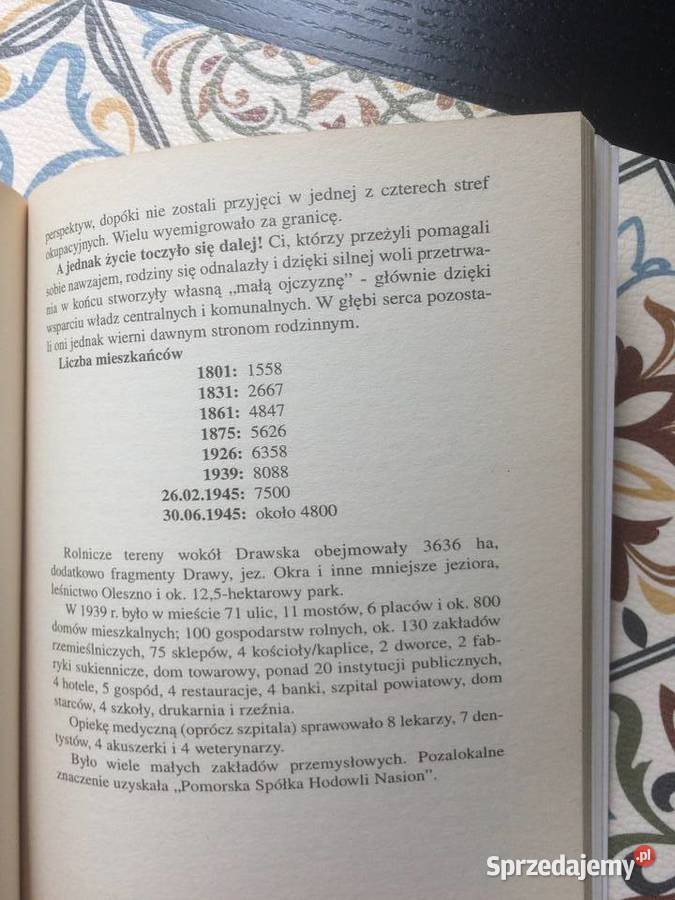 perspektyw, dopóki nie zostali przyjęci w jednej z czterech stref
okupacyjnych. Wielu wyemigrowało za granicę.
A jednak życie toczyło się dalej! Ci, którzy przeżyli pomagali
sobie nawzajem, rodziny się odnalazły i dzięki silnej woli przetrwa-
nia w końcu stworzyły własną „małą ojczyznę” - głównie dzięki
wsparciu władz centralnych i komunalnych. W głębi serca pozosta-
li oni jednak wierni dawnym stronom rodzinnym.
Liczba mieszkańców
1801: 1558
1831: 2667
1861: 4847
1875: 5626
1926: 6358
1939: 8088
26.02.1945: 7500
30.06.1945: około 4800
Rolnicze tereny wokół Drawska obejmowały 3636 ha,
dodatkowo fragmenty Drawy, jez. Okra i inne mniejsze jeziora,
leśnictwo Oleszno i ok. 12,5-hektarowy park.
W 1939 r. było w mieście 71 ulic, 11 mostów, 6 placów i ok. 800
domów mieszkalnych; 100 gospodarstw rolnych, ok. 130 zakładów
rzemieślniczych, 75 sklepów, 4 kościoły/kaplice, 2 dworce, 2 fab-
ryki sukiennicze, dom towarowy, ponad 20 instytucji publicznych,
4 hotele, 5 gospód, 4 restauracje, 4 banki, szpital powiatowy, dom
starców, 4 szkoły, drukarnia i rzeźnia.
Opiekę medyczną (oprócz szpitala) sprawowało 8 lekarzy, 7 den-
tystów, 4 akuszerki i 4 weterynarzy.
Było wiele małych zakładów przemysłowych. Pozalokalne
znaczenie uzyskała „Pomorska Spółka Hodowli Nasion”.
Sprzedajemy.pl